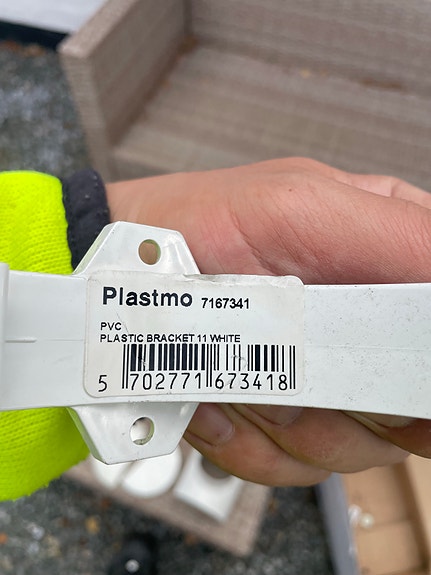 Plastmo 7167341
PVC
PLASTIC BRACKET 11 WHITE
5 702771 673418